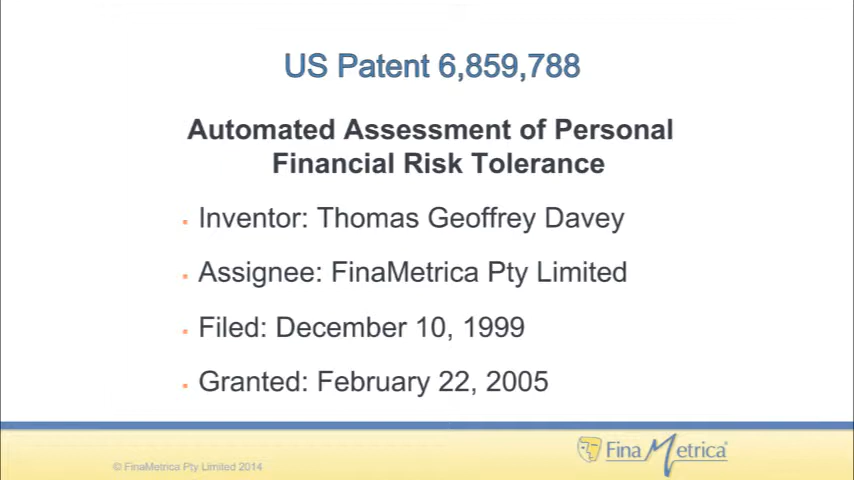 US Patent 6,859,788
Automated Assessment of Personal
Financial Risk Tolerance
Inventor: Thomas Geoffrey Davey
Assignee: FinaMetrica Pty Limited
Filed: December 10, 1999
Granted: February 22, 2005
© FinaMetrica Pty Limited 2014
FinaMetrica